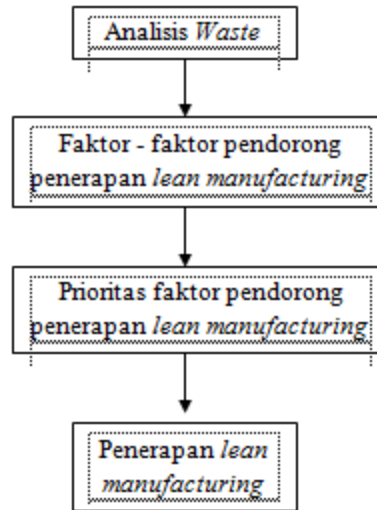 Analisis Waste
Faktor - faktor pendorong
penerapan lean manufacturing
Prioritas faktor pendorong
penerapan lean manufacturing
Penerapan lean
manufacturing